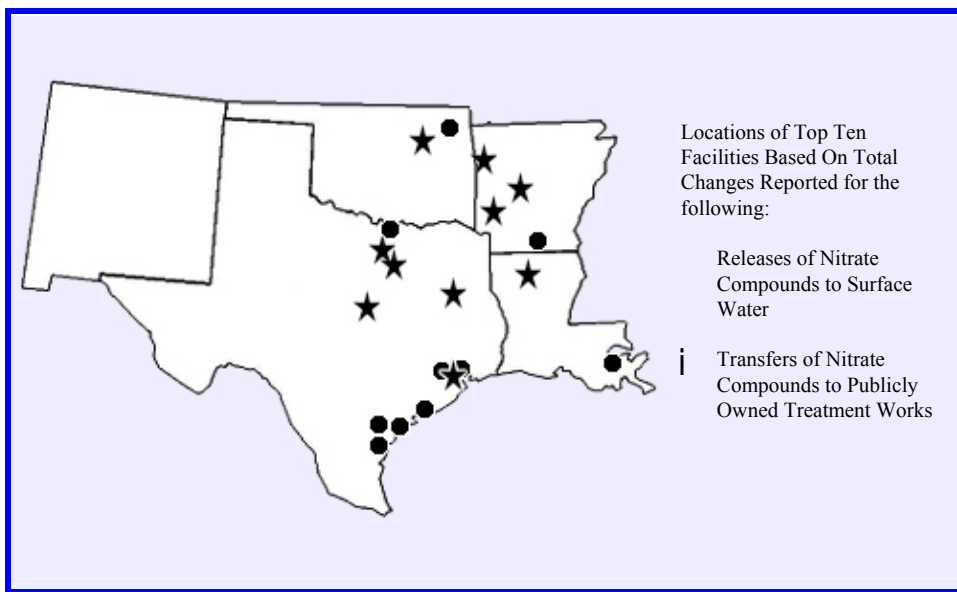 Locations of Top Ten
Facilities Based On Total
Changes Reported for the
following:
Releases of Nitrate
Compounds to Surface
Water
i Transfers of Nitrate
Compounds to Publicly
Owned Treatment Works